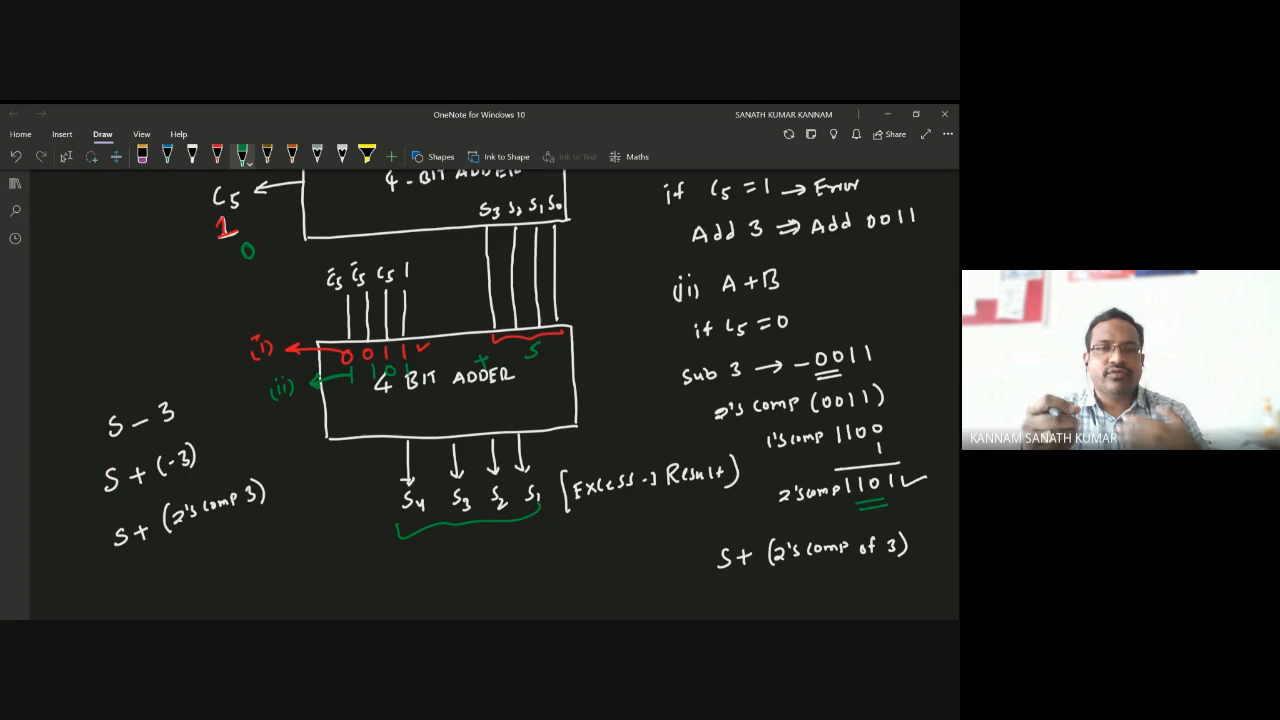 OneNote for Windows 10
SANATH KUMAR KANNAM
Home Insert Draw View Help
Share
Shapes Ink to Shape Ink to Text Maths
4-BIT ADDER
C5
1
0
S3 S2 S1 S0
C̄5 C̄5 C5 1
(i) 0 0 1 1 ✓
(ii) 1 1 0 1
+ S
4 BIT ADDER
S4 S3 S2 S1 [Excess-3 Result)
S - 3
S + (-3)
S + (2's comp 3)
if C5 = 1 → Error
Add 3 ⇒ Add 0011
(ii) A + B
if C5 = 0
sub 3 → - 0011
2's comp (0011)
1's comp 1100
1
2's comp 1101 ✓
S + (2's comp of 3)
KANNAM SANATH KUMAR